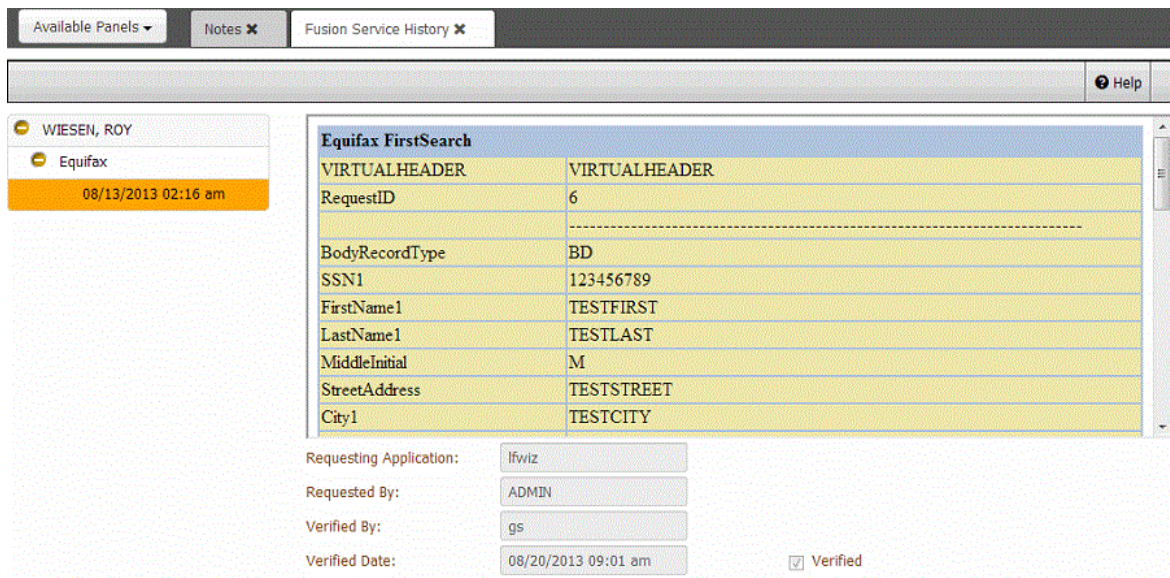 Available Panels Notes Fusion Service History
Help
WIESEN, ROY
Equifax
08/13/2013 02:16 am
Equifax FirstSearch
VIRTUALHEADER VIRTUALHEADER
RequestID 6
---------------------------------------------------------------------------
BodyRecordType BD
SSN1 123456789
FirstName1 TESTFIRST
LastName1 TESTLAST
MiddleInitial M
StreetAddress TESTSTREET
City1 TESTCITY
Requesting Application: lfwiz
Requested By: ADMIN
Verified By: gs
Verified Date: 08/20/2013 09:01 am Verified